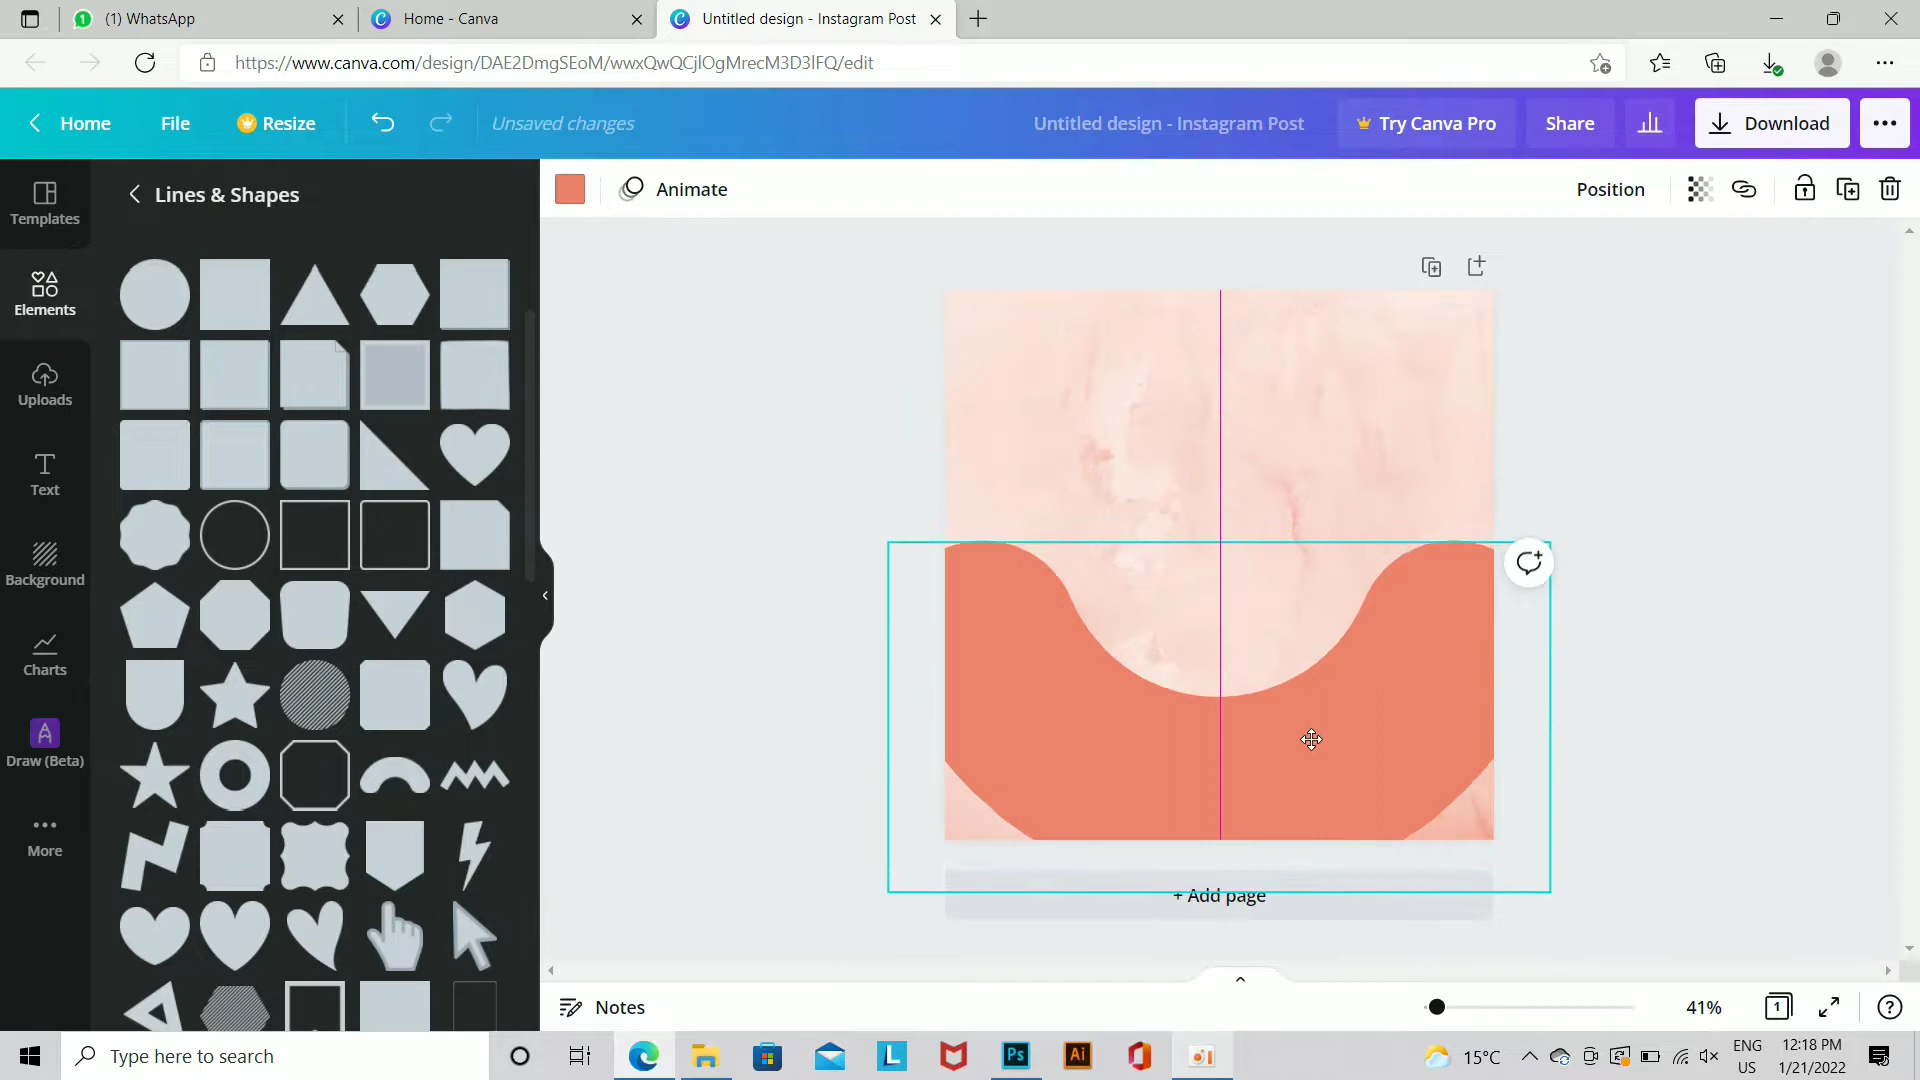 (1) WhatsApp
Home - Canva
Untitled design - Instagram Post
https://www.canva.com/design/DAE2DmgSEoM/wwxQwQCjlOgMrecM3D3lFQ/edit
Home
File
Resize
Unsaved changes
Untitled design - Instagram Post
Try Canva Pro
Share
Download
Templates
Lines & Shapes
Animate
Position
Elements
Uploads
Text
Background
Charts
Draw (Beta)
More
+ Add page
Notes
41%
1
Type here to search
L
Ps
Ai
15°C
ENG
US
12:18 PM
1/21/2022